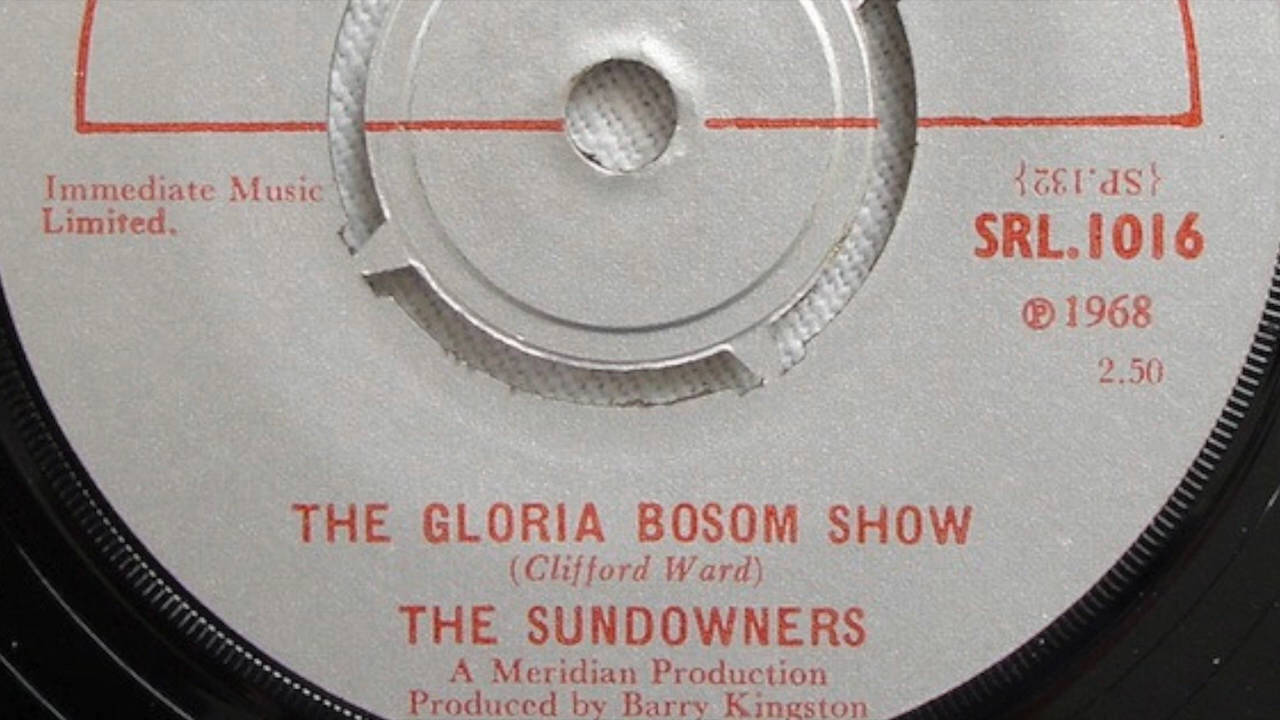 Immediate Music
Limited.
{SP.132}
SRL.1016
℗ 1968
2.50
THE GLORIA BOSOM SHOW
(Clifford Ward)
THE SUNDOWNERS
A Meridian Production
Produced by Barry Kingston